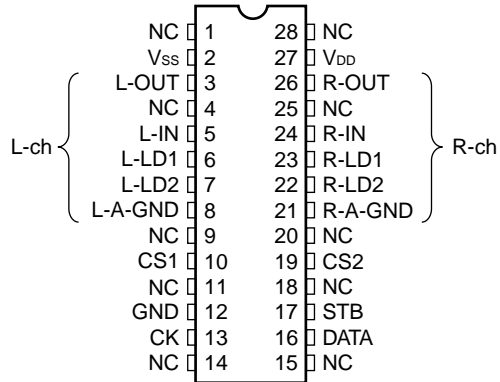 NC 1 28 NC
VSS 2 27 VDD
L-OUT 3 26 R-OUT
NC 4 25 NC
L-IN 5 24 R-IN
L-ch L-LD1 6 23 R-LD1 R-ch
L-LD2 7 22 R-LD2
L-A-GND 8 21 R-A-GND
NC 9 20 NC
CS1 10 19 CS2
NC 11 18 NC
GND 12 17 STB
CK 13 16 DATA
NC 14 15 NC